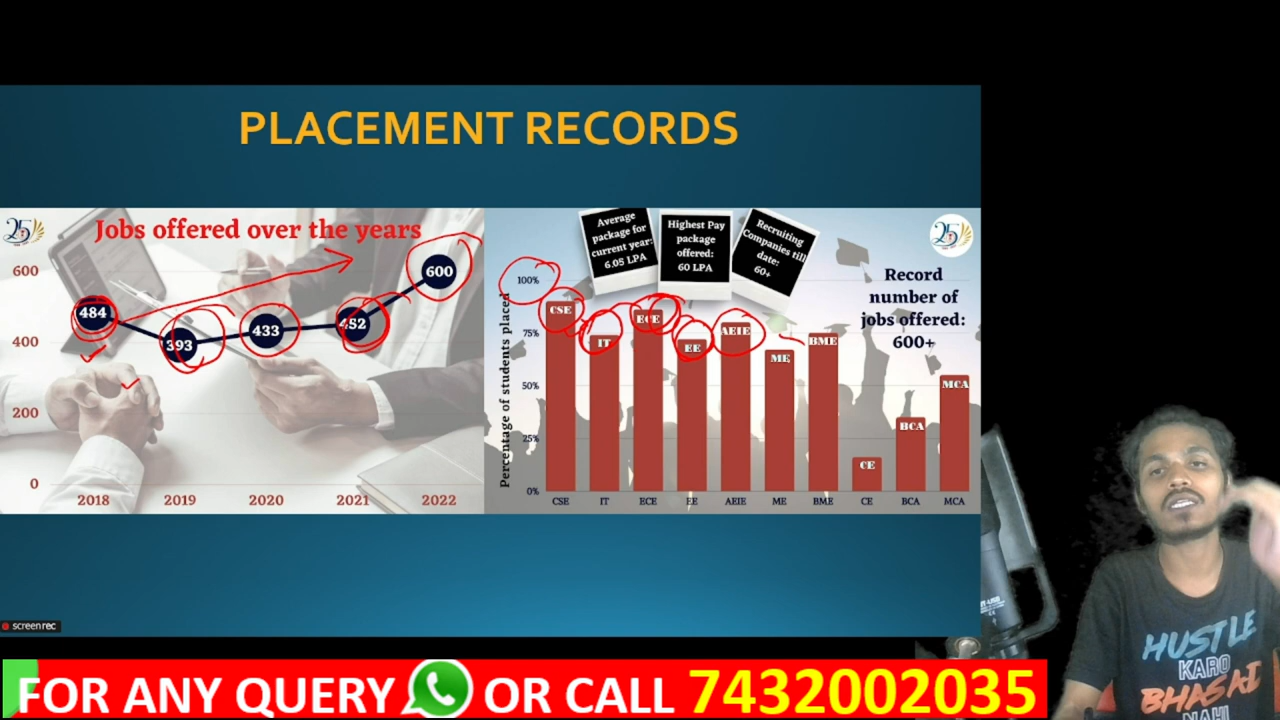 PLACEMENT RECORDS
25
Jobs offered over the years
600
400
200
0
484
393
433
452
600
2018 2019 2020 2021 2022
Average
package for
current year:
6.05 LPA
Highest Pay
package
offered:
60 LPA
Recruiting
Companies till
date:
60+
25
Record
number of
jobs offered:
600+
Percentage of students placed
100%
75%
50%
25%
0%
CSE
IT
ECE
EE
AEIE
ME
BME
CE
BCA
MCA
CSE IT ECE EE AEIE ME BME CE BCA MCA
screenrec
FOR ANY QUERY OR CALL 7432002035
HUSTLE
KARO
BHASAD
NAHI